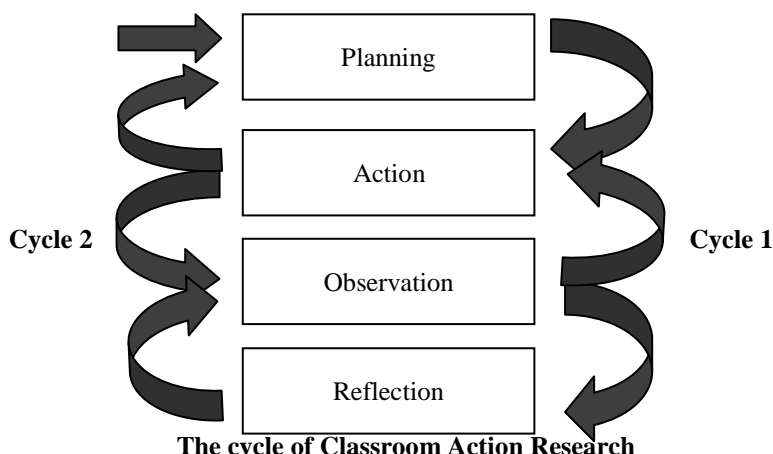 Planning
Action
Cycle 2
Cycle 1
Observation
Reflection
The cycle of Classroom Action Research